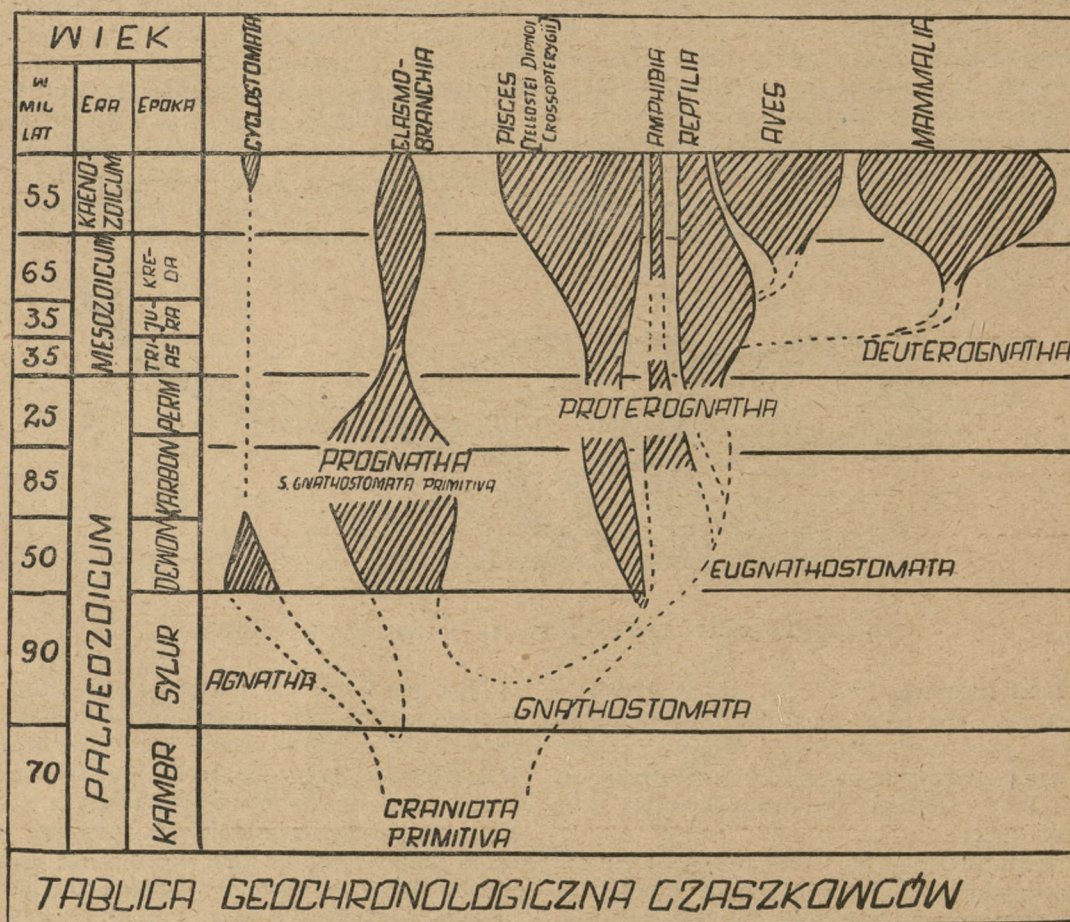 WIEK
W
MIL
LAT
ERA
EPOKA
CYCLOSTOMATA
ELASMO-
BRANCHIA
PISCES
[TELEOSTEI DIPNOI
CROSSOPTERYGII]
AMPHIBIA
REPTILIA
AVES
MAMMALIA
55
KAENO-
ZOICUM
65
MESOZOICUM
KRE-
DA
35
JU-
RA
35
TRI-
AS
DEUTEROGNATHA
25
PERM
PROTEROGNATHA
85
KARBON
PROGNATHA
S. GNATHOSTOMATA PRIMITIVA
50
PALAEOZOICUM
DEWON
EUGNATHOSTOMATA
90
SYLUR
AGNATHA
GNATHOSTOMATA
70
KAMBR
CRANIOTA
PRIMITIVA
TABLICA GEOCHRONOLOGICZNA CZASZKOWCÓW